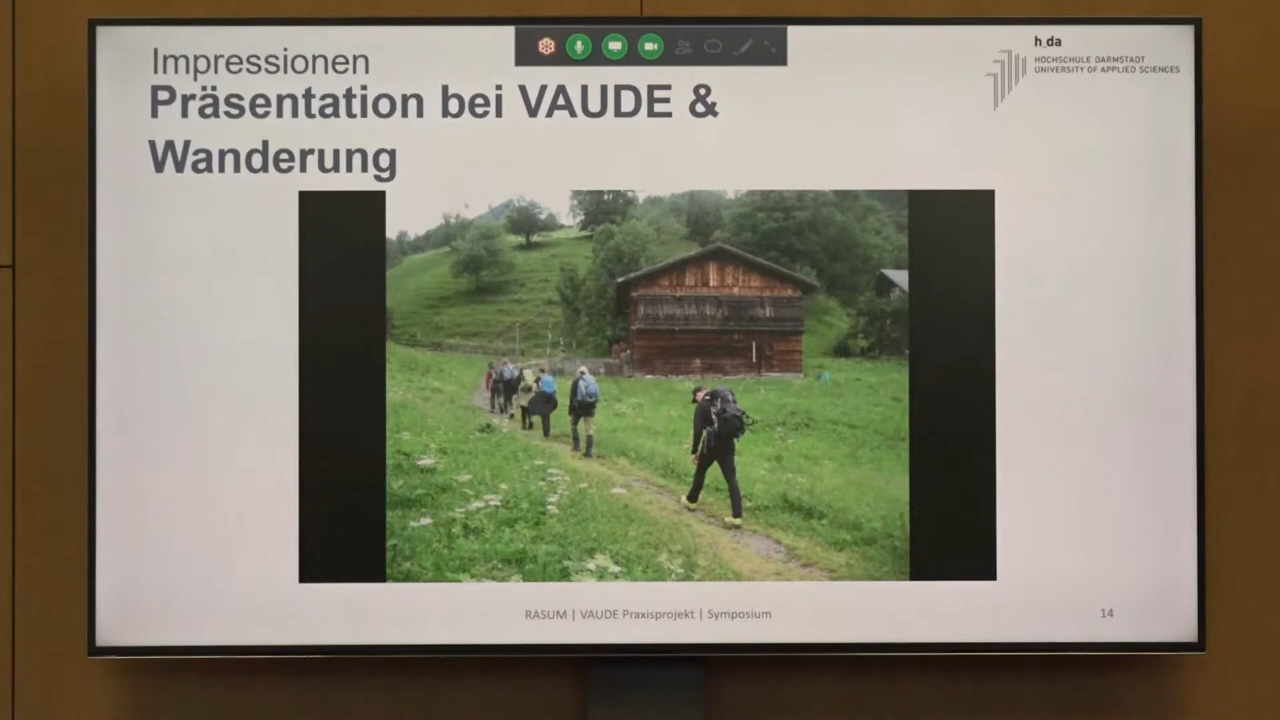 Impressionen
Präsentation bei VAUDE &
Wanderung
h_da
HOCHSCHULE DARMSTADT
UNIVERSITY OF APPLIED SCIENCES
RASUM | VAUDE Praxisprojekt | Symposium
14